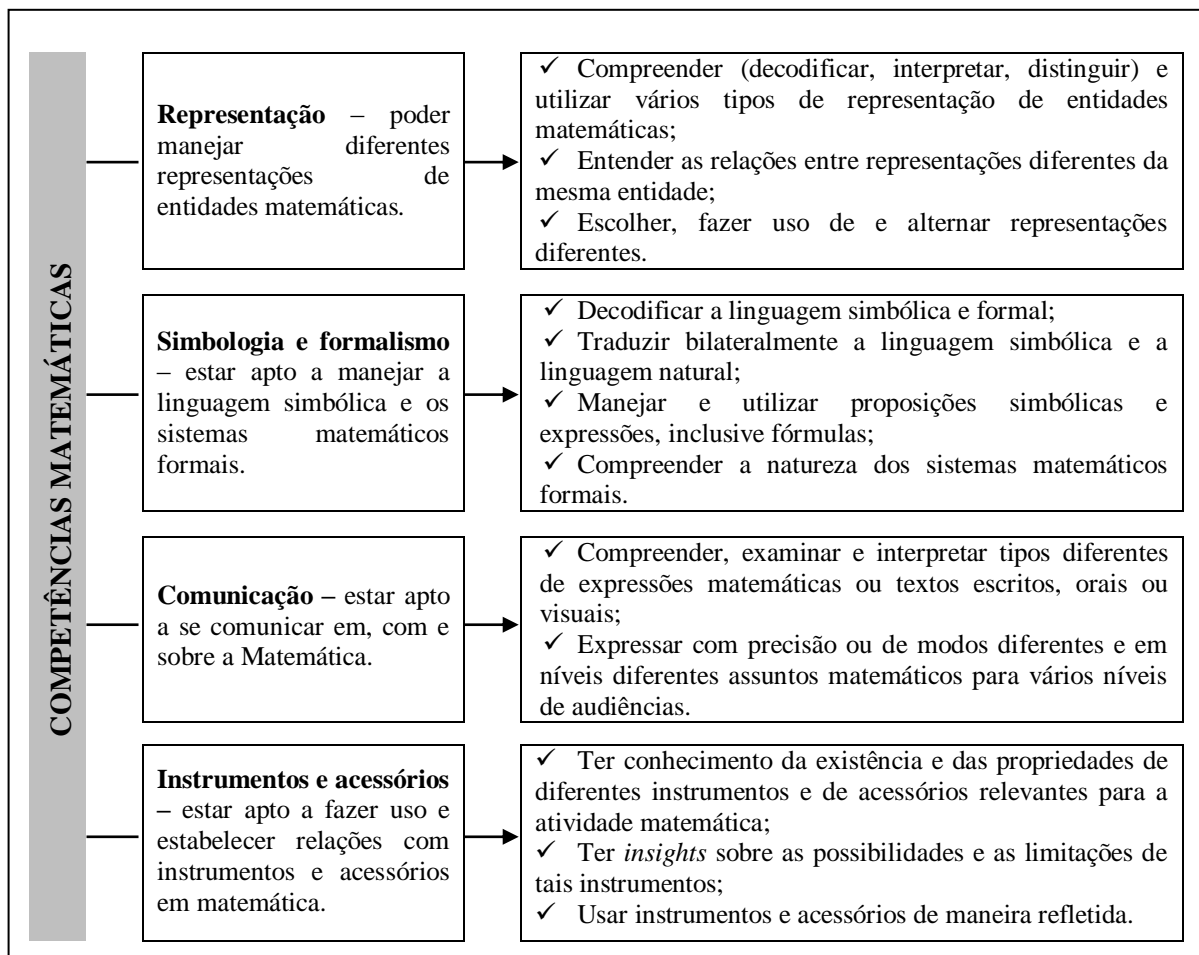 COMPETÊNCIAS MATEMÁTICAS
Representação – poder
manejar diferentes
representações de
entidades matemáticas.
✓ Compreender (decodificar, interpretar, distinguir) e
utilizar vários tipos de representação de entidades
matemáticas;
✓ Entender as relações entre representações diferentes da
mesma entidade;
✓ Escolher, fazer uso de e alternar representações
diferentes.
Simbologia e formalismo
– estar apto a manejar a
linguagem simbólica e os
sistemas matemáticos
formais.
✓ Decodificar a linguagem simbólica e formal;
✓ Traduzir bilateralmente a linguagem simbólica e a
linguagem natural;
✓ Manejar e utilizar proposições simbólicas e
expressões, inclusive fórmulas;
✓ Compreender a natureza dos sistemas matemáticos
formais.
Comunicação – estar apto
a se comunicar em, com e
sobre a Matemática.
✓ Compreender, examinar e interpretar tipos diferentes
de expressões matemáticas ou textos escritos, orais ou
visuais;
✓ Expressar com precisão ou de modos diferentes e em
níveis diferentes assuntos matemáticos para vários níveis
de audiências.
Instrumentos e acessórios
– estar apto a fazer uso e
estabelecer relações com
instrumentos e acessórios
em matemática.
✓ Ter conhecimento da existência e das propriedades de
diferentes instrumentos e de acessórios relevantes para a
atividade matemática;
✓ Ter insights sobre as possibilidades e as limitações de
tais instrumentos;
✓ Usar instrumentos e acessórios de maneira refletida.